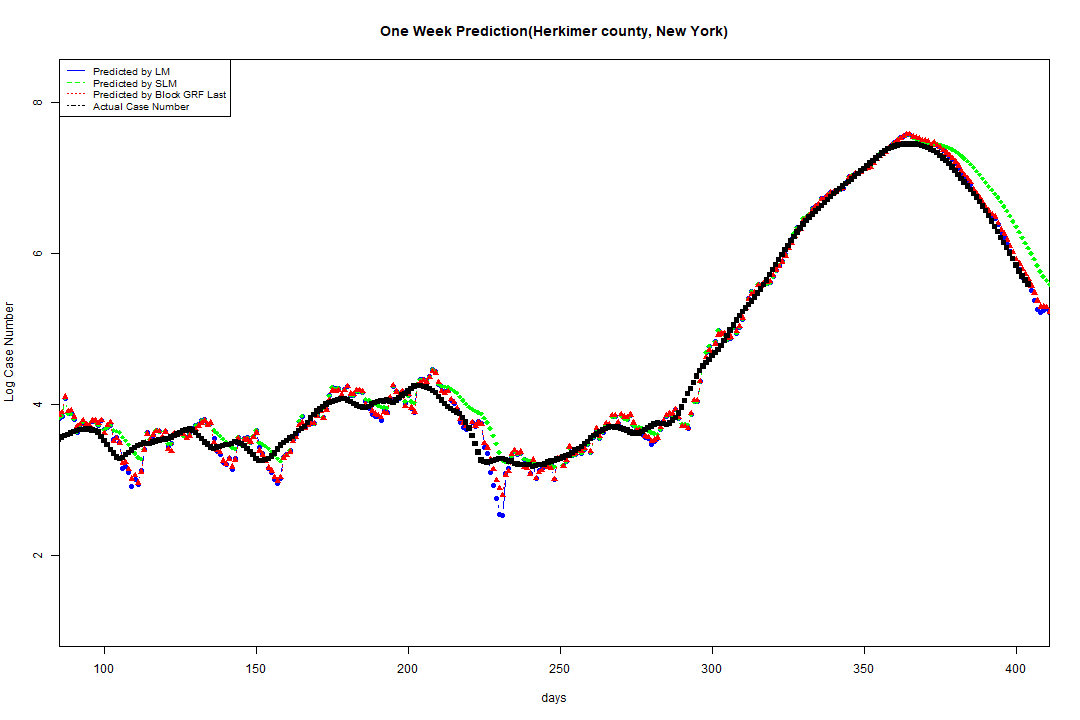 One Week Prediction(Herkimer county, New York)
Predicted by LM
Predicted by SLM
Predicted by Block GRF Last
Actual Case Number
Log Case Number
8
6
4
2
100 150 200 250 300 350 400
days